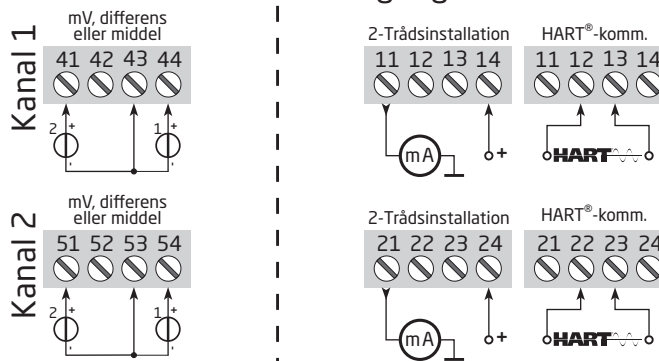 Kanal 1
mV, differens
eller middel
41 42 43 44
2 + - 1 + -
2-Trådsinstallation
11 12 13 14
mA +
HART®-komm.
11 12 13 14
HART
Kanal 2
mV, differens
eller middel
51 52 53 54
2 + - 1 + -
2-Trådsinstallation
21 22 23 24
mA +
HART®-komm.
21 22 23 24
HART